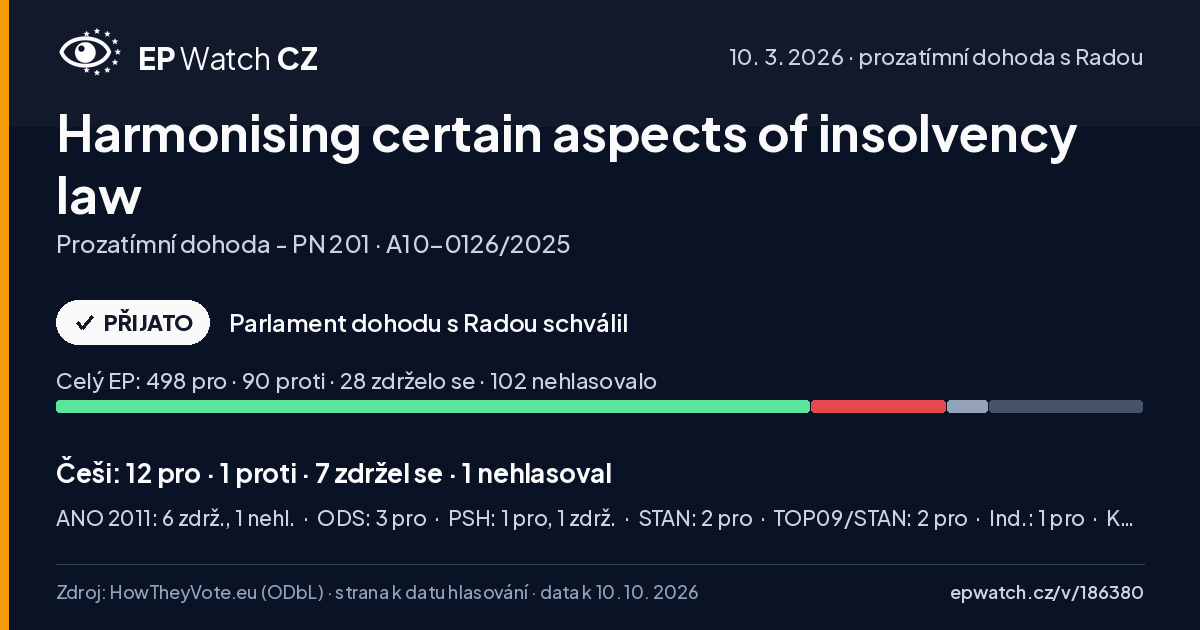 EP Watch CZ
10. 3. 2026 · prozatímní dohoda s Radou
Harmonising certain aspects of insolvency
law
Prozatímní dohoda - PN 201 · A10–0126/2025
✓ PŘIJATO Parlament dohodu s Radou schválil
Celý EP: 498 pro · 90 proti · 28 zdrželo se · 102 nehlasovalo
Češi: 12 pro · 1 proti · 7 zdržel se · 1 nehlasoval
ANO 2011: 6 zdrž., 1 nehl. · ODS: 3 pro · PSH: 1 pro, 1 zdrž. · STAN: 2 pro · TOP09/STAN: 2 pro · Ind.: 1 pro · K…
Zdroj: HowTheyVote.eu (ODbL) · strana k datu hlasování · data k 10. 10. 2026
epwatch.cz/v/186380